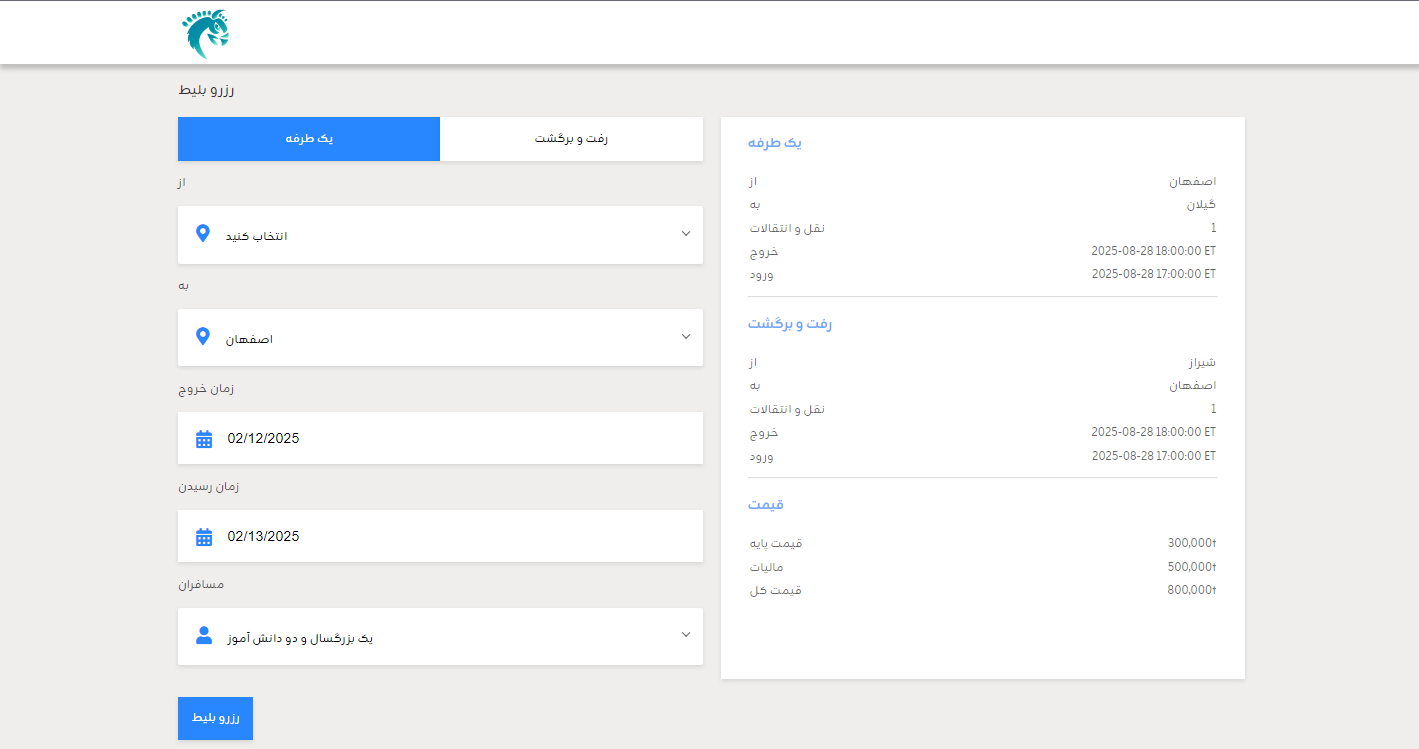 رزرو بلیط
یک طرفه
رفت و برگشت
از
انتخاب کنید
به
اصفهان
زمان خروج
02/12/2025
زمان رسیدن
02/13/2025
مسافران
یک بزرگسال و دو دانش آموز
رزرو بلیط
یک طرفه
از اصفهان
به گیلان
نقل و انتقالات 1
خروج 2025-08-28 18:00:00 ET
ورود 2025-08-28 17:00:00 ET
رفت و برگشت
از شیراز
به اصفهان
نقل و انتقالات 1
خروج 2025-08-28 18:00:00 ET
ورود 2025-08-28 17:00:00 ET
قیمت
قیمت پایه 300,000t
مالیات 500,000t
قیمت کل 800,000t